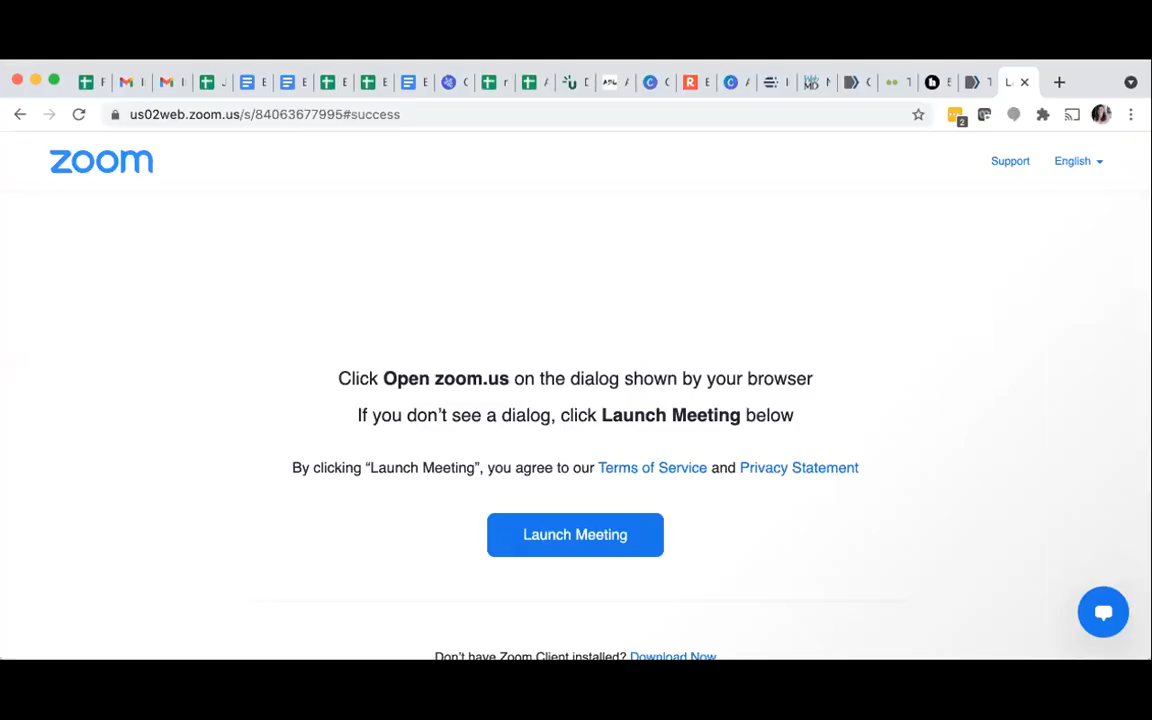 us02web.zoom.us/s/84063677995#success
2
zoom
Support English
Click Open zoom.us on the dialog shown by your browser
If you don't see a dialog, click Launch Meeting below
By clicking “Launch Meeting”, you agree to our Terms of Service and Privacy Statement
Launch Meeting
Don't have Zoom Client installed? Download Now